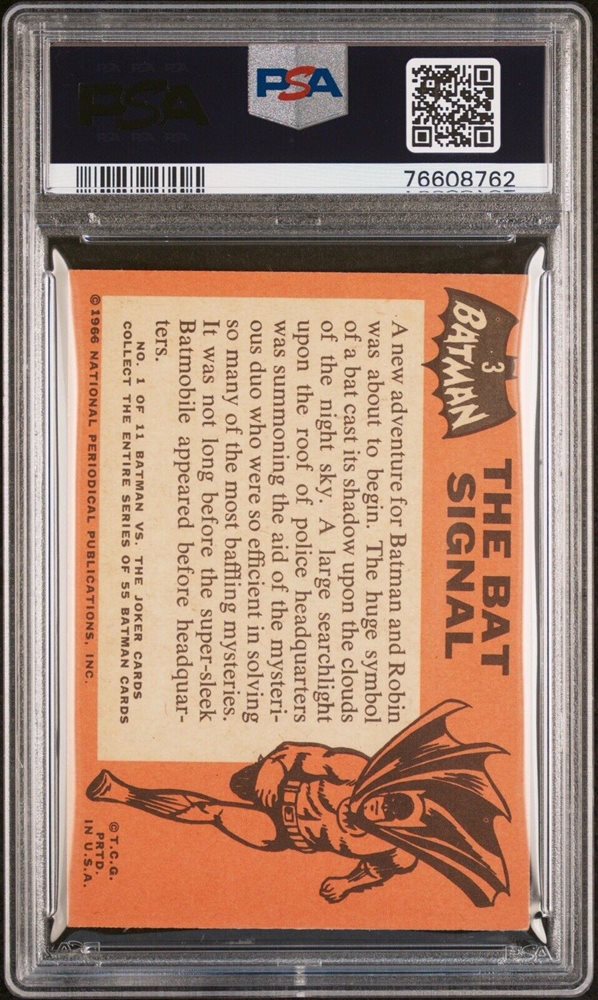 PSA
PSA
76608762
3
BATMAN
THE BAT
SIGNAL
A new adventure for Batman and Robin
was about to begin. The huge symbol
of a bat cast its shadow upon the clouds
of the night sky. A large searchlight
upon the roof of police headquarters
was summoning the aid of the mysteri-
ous duo who were so efficient in solving
so many of the most baffling mysteries.
It was not long before the super-sleek
Batmobile appeared before headquar-
ters.
NO. 1 OF 11 BATMAN VS. THE JOKER CARDS
COLLECT THE ENTIRE SERIES OF 55 BATMAN CARDS
© 1966 NATIONAL PERIODICAL PUBLICATIONS, INC.
© T.C.G.
PRTD.
IN U.S.A.
PSA
PSA